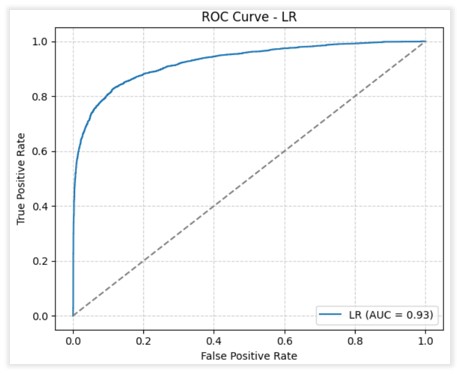 ROC Curve - LR
True Positive Rate
1.0
0.8
0.6
0.4
0.2
0.0
LR (AUC = 0.93)
0.0 0.2 0.4 0.6 0.8 1.0
False Positive Rate